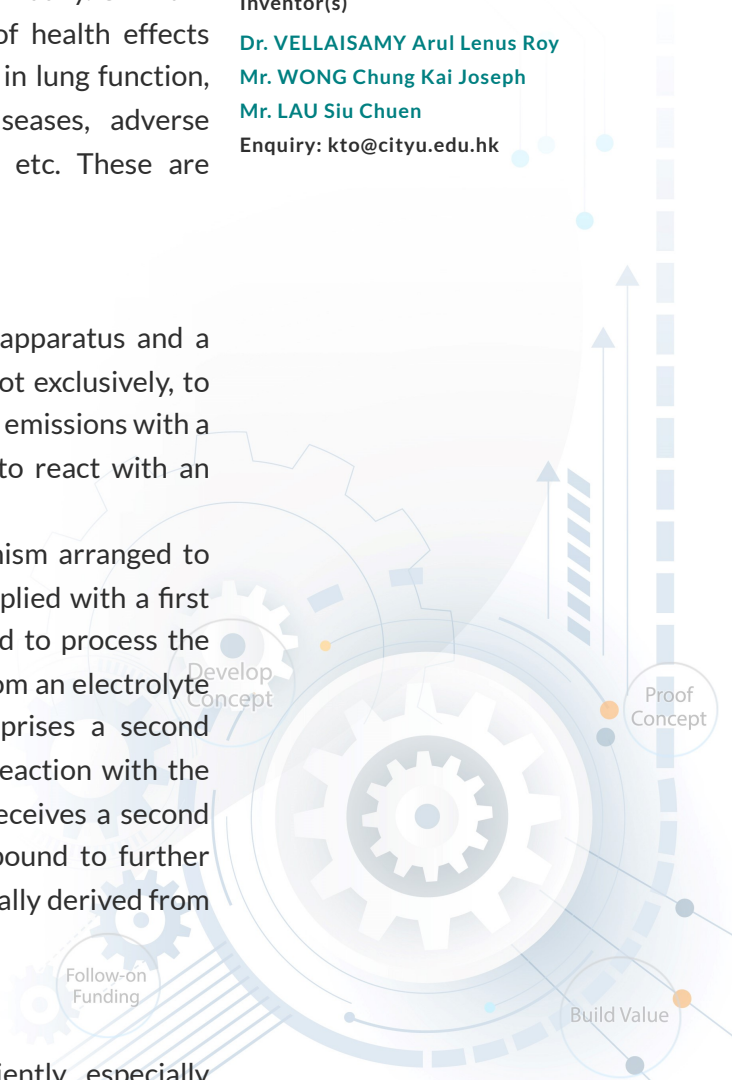 of health effects
in lung function,
seases, adverse
etc. These are
apparatus and a
ot exclusively, to
emissions with a
to react with an
nism arranged to
plied with a first
d to process the
om an electrolyte
prises a second
eaction with the
eceives a second
pound to further
ally derived from
iently, especially
Inventor(s)
Dr. VELLAISAMY Arul Lenus Roy
Mr. WONG Chung Kai Joseph
Mr. LAU Siu Chuen
Enquiry: kto@cityu.edu.hk
Develop
Concept
Proof
Concept
Follow-on
Funding
Build Value